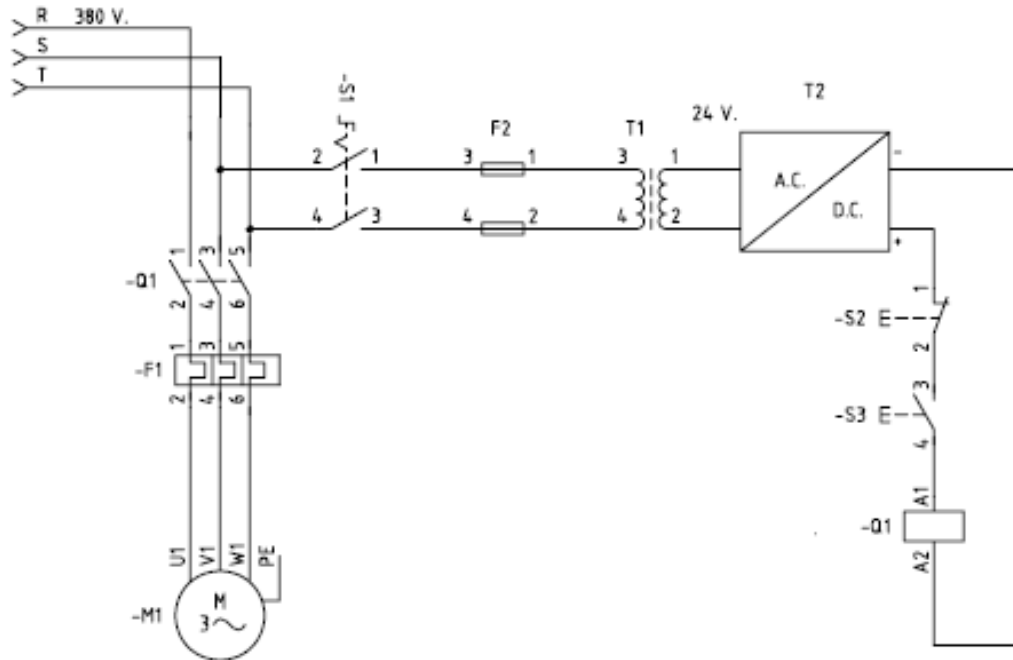 R 380 V.
S
T
-S1
F2
T1
24 V.
T2
2 1 3 1 3 1
A.C.
-
4 3 4 2 4 2
D.C.
+
1 3 5
-Q1
2 4 6
1
-S2 E
2
1 3 5
-F1
2 4 6
3
-S3 E
4
A1
-Q1
A2
U1 V1 W1 PE
-M1
M
3